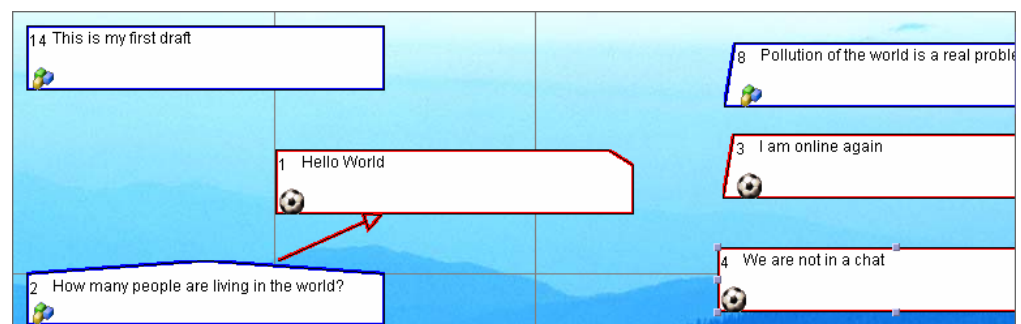 14 This is my first draft
8 Pollution of the world is a real proble
1 Hello World
3 I am online again
4 We are not in a chat
2 How many people are living in the world?